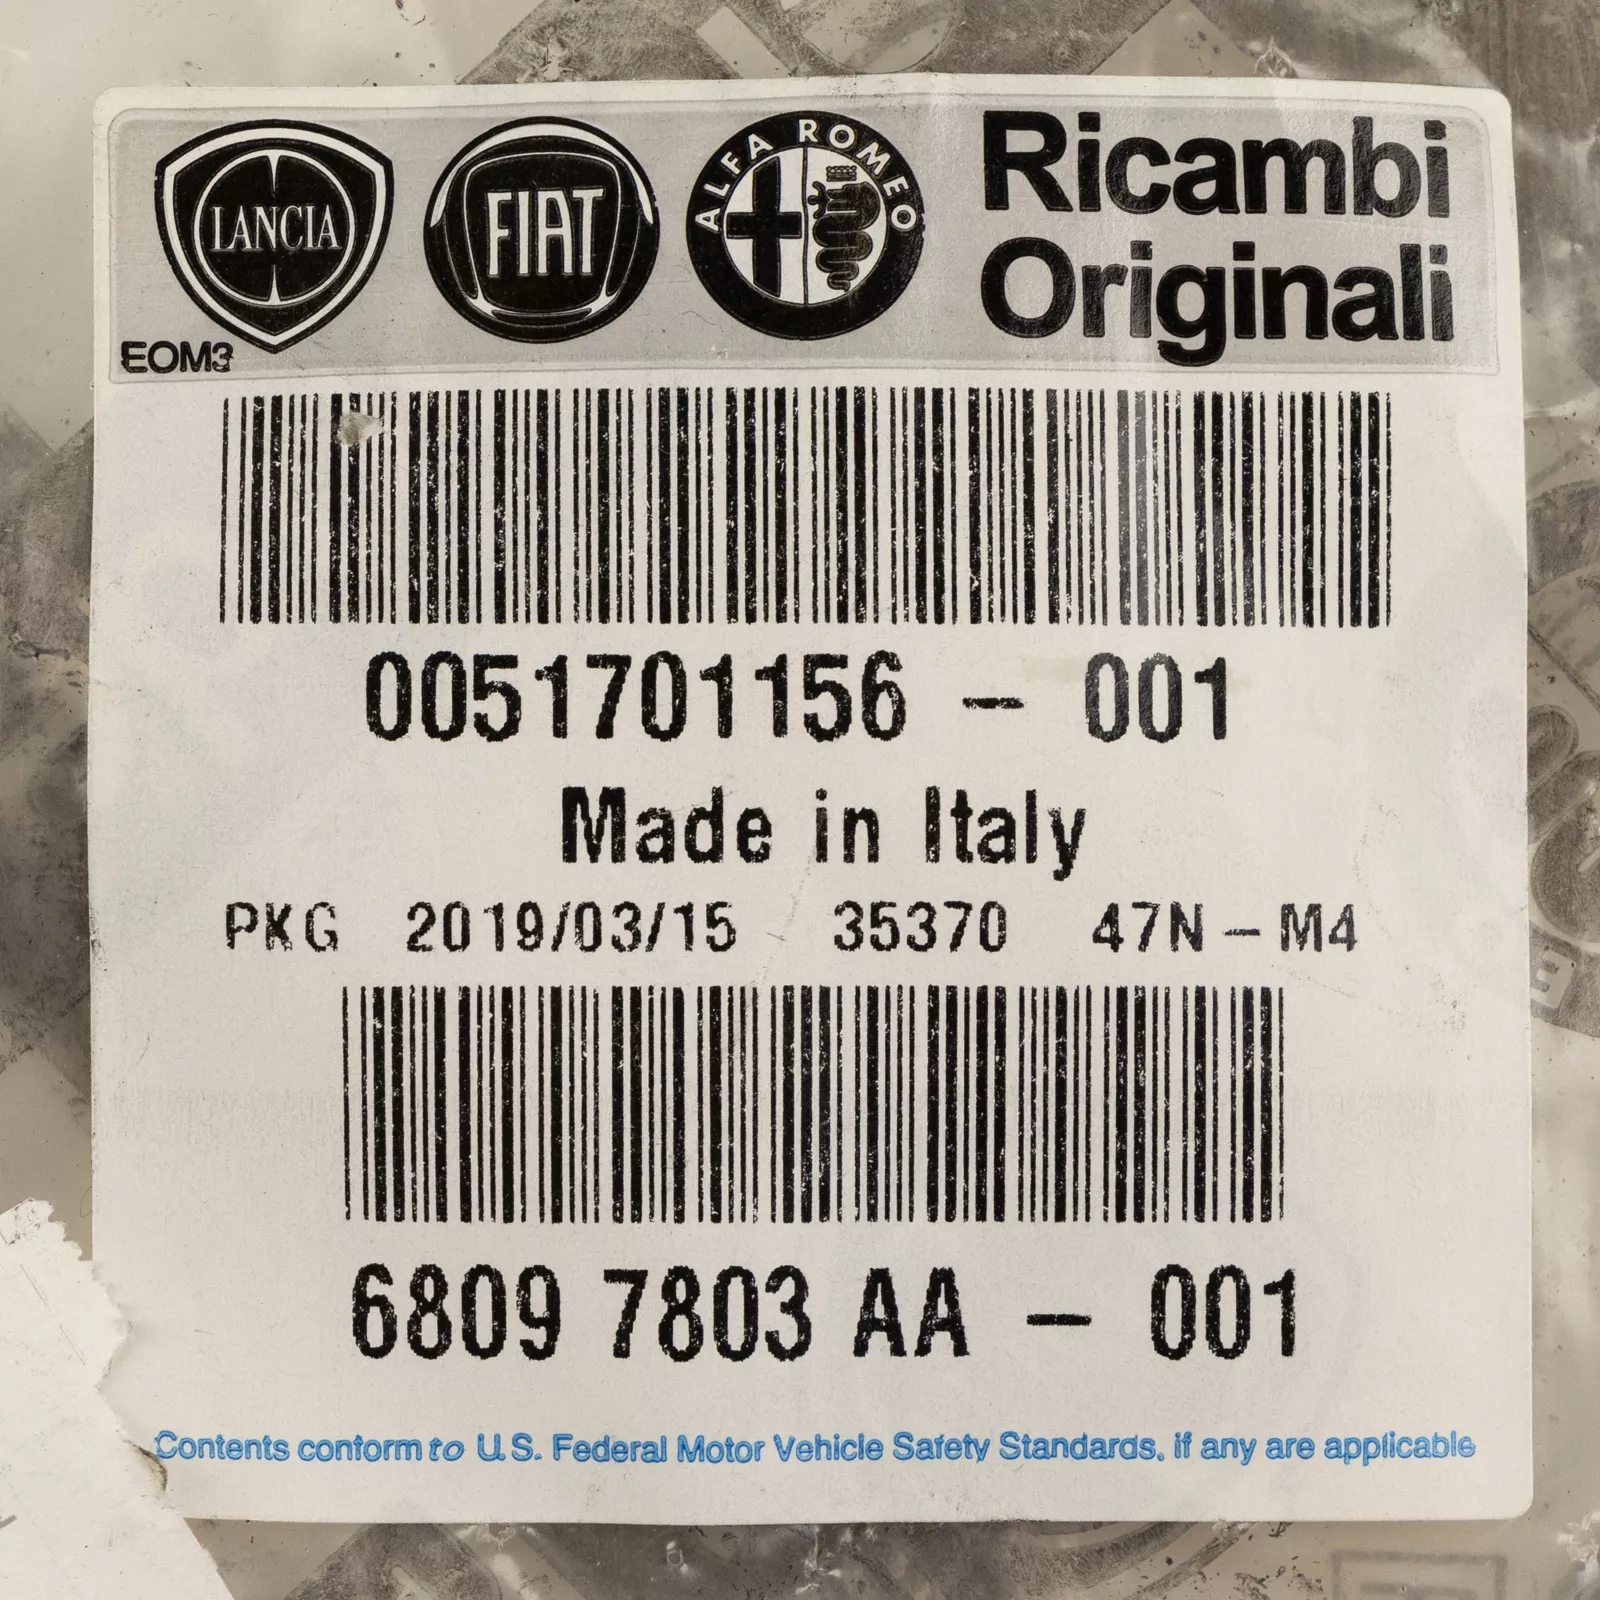 LANCIA
FIAT
ALFA ROMEO
Ricambi
Originali
EOM3
0051701156 - 001
Made in Italy
PKG 2019/03/15 35370 47N - M4
6809 7803 AA - 001
Contents conform to U.S. Federal Motor Vehicle Safety Standards, if any are applicable